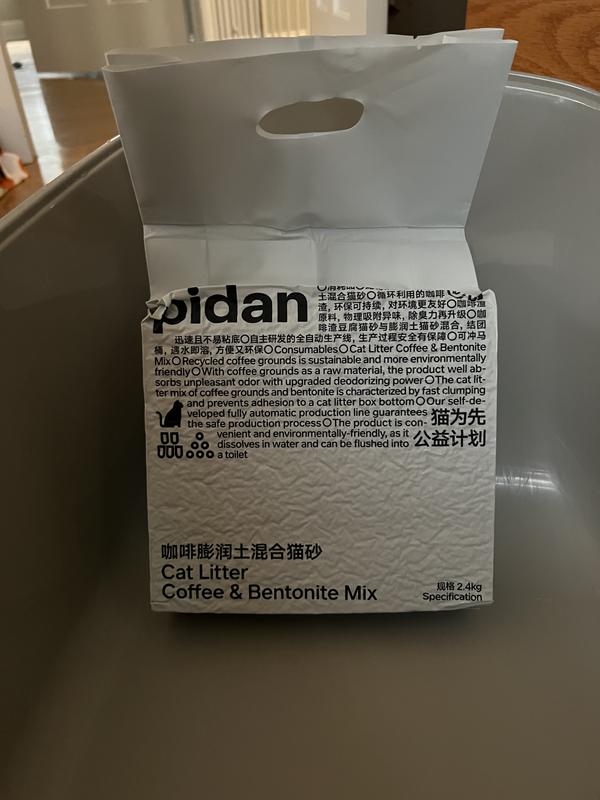 pidan
土混合猫砂○循环利用的咖啡
渣，环保可持续，对环境更友好○咖啡渣
原料，物理吸附异味，除臭力再升级○咖
啡渣豆腐猫砂与膨润土猫砂混合，结团
迅速且不易粘底○自主研发的全自动生产线，生产过程安全有保障○可冲马
桶，遇水即溶，方便又环保○Consumables○Cat Litter Coffee & Bentonite
Mix○Recycled coffee grounds is sustainable and more environmentally
friendly○With coffee grounds as a raw material, the product well ab-
sorbs unpleasant odor with upgraded deodorizing power○The cat lit-
ter mix of coffee grounds and bentonite is characterized by fast clumping
and prevents adhesion to a cat litter box bottom○Our self-de-
veloped fully automatic production line guarantees
the safe production process○The product is con-
venient and environmentally-friendly, as it
dissolves in water and can be flushed into
a toilet
猫为先
公益计划
咖啡膨润土混合猫砂
Cat Litter
Coffee & Bentonite Mix
规格 2.4kg
Specification